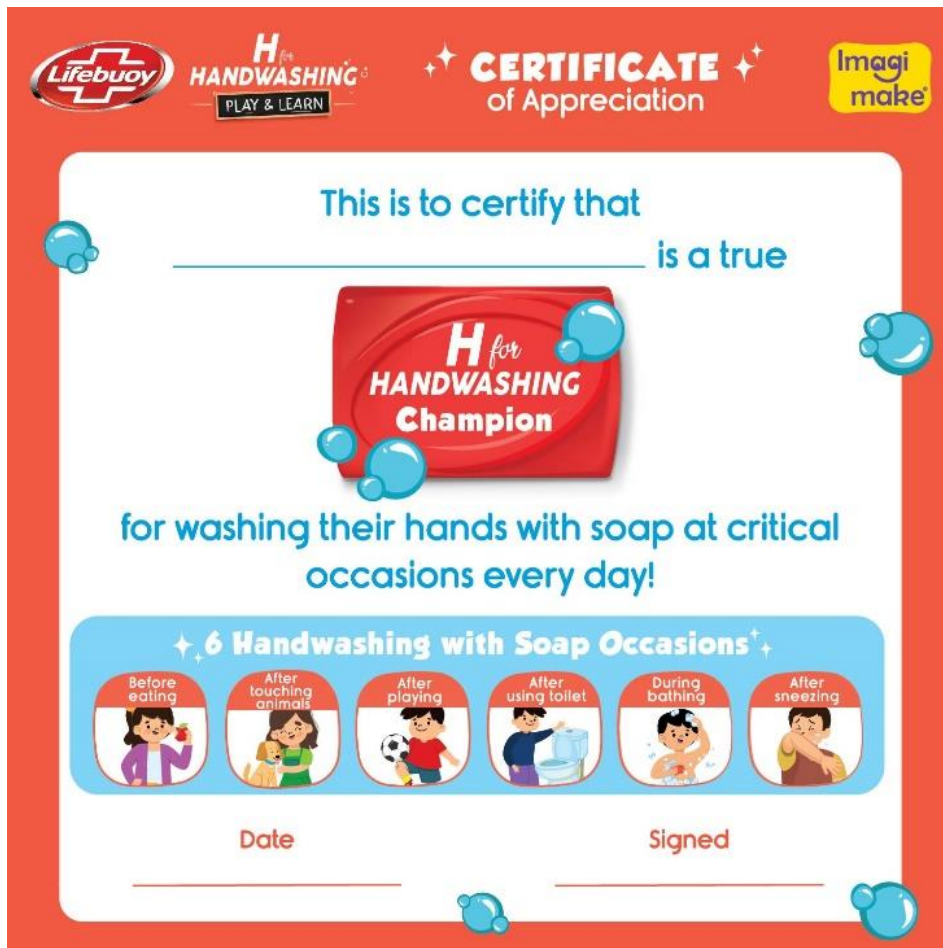 Lifebuoy
H for
HANDWASHING
PLAY & LEARN
CERTIFICATE
of Appreciation
Imagi
make®
This is to certify that
is a true
H for
HANDWASHING
Champion
for washing their hands with soap at critical
occasions every day!
6 Handwashing with Soap Occasions
Before
eating
After
touching
animals
After
playing
After
using toilet
During
bathing
After
sneezing
Date
Signed